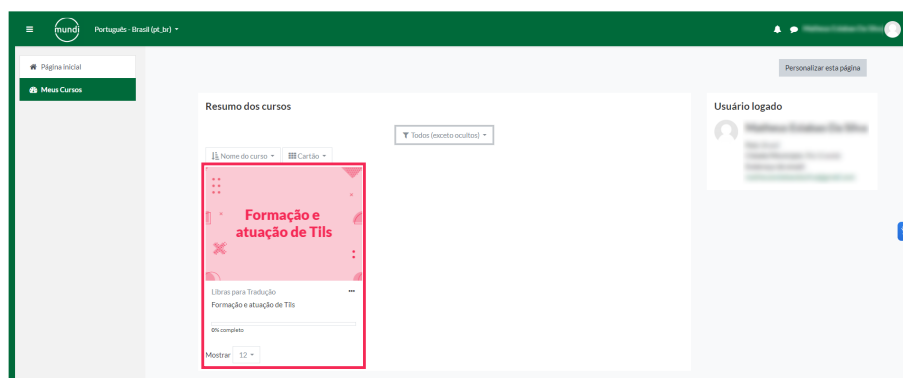 mundi
Português - Brasil (pt_br)
Página inicial
Meus Cursos
Personalizar esta página
Resumo dos cursos
Todos (exceto ocultos)
Nome do curso
Cartão
Formação e
atuação de Tils
Libras para Tradução
Formação e atuação de Tils
0% completo
Mostrar 12
Usuário logado